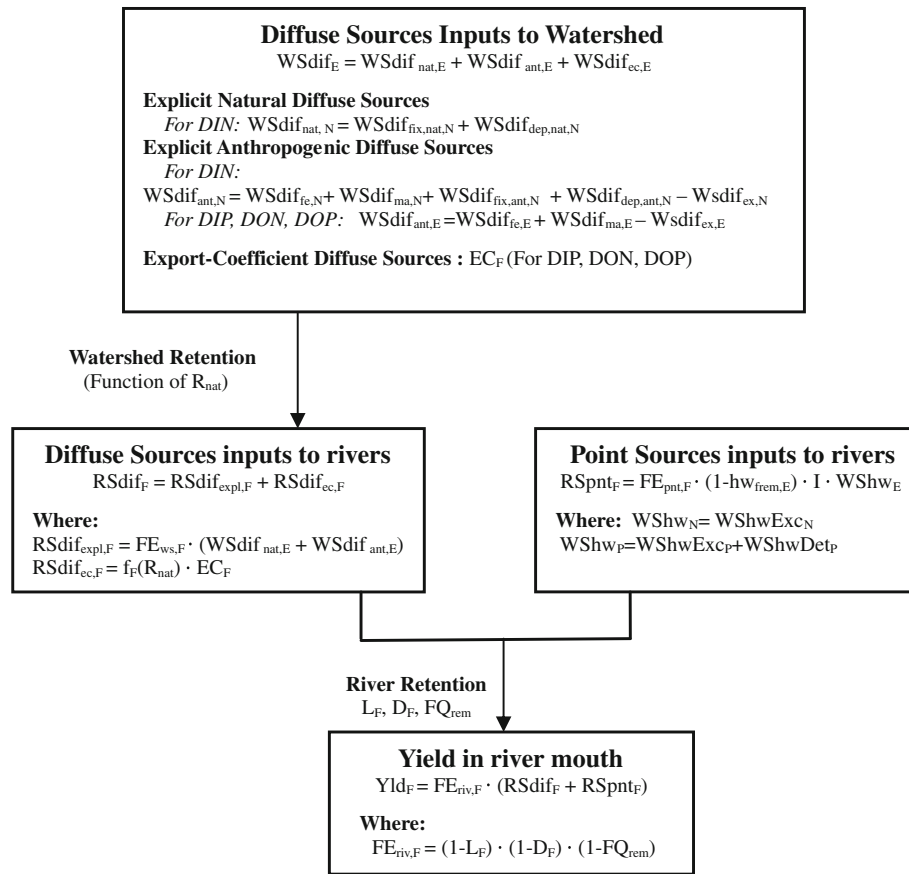 Diffuse Sources Inputs to Watershed
WSdif_E = WSdif_nat,E + WSdif_ant,E + WSdif_ec,E
Explicit Natural Diffuse Sources
For DIN: WSdif_nat, N = WSdif_fix,nat,N + WSdif_dep,nat,N
Explicit Anthropogenic Diffuse Sources
For DIN:
WSdif_ant,N = WSdif_fe,N + WSdif_ma,N + WSdif_fix,ant,N + WSdif_dep,ant,N – Wsdif_ex,N
For DIP, DON, DOP: WSdif_ant,E = WSdif_fe,E + WSdif_ma,E – Wsdif_ex,E
Export-Coefficient Diffuse Sources : EC_F (For DIP, DON, DOP)
Watershed Retention
(Function of R_nat)
Diffuse Sources inputs to rivers
RSdif_F = RSdif_expl,F + RSdif_ec,F
Where:
RSdif_expl,F = FE_ws,F · (WSdif_nat,E + WSdif_ant,E)
RSdif_ec,F = f_F(R_nat) · EC_F
Point Sources inputs to rivers
RSpnt_F = FE_pnt,F · (1-hw_frem,E) · I · WShw_E
Where: WShw_N = WShwExc_N
WShw_P=WShwExc_P+WShwDet_P
River Retention
L_F, D_F, FQ_rem
Yield in river mouth
Yld_F = FE_riv,F · (RSdif_F + RSpnt_F)
Where:
FE_riv,F = (1-L_F) · (1-D_F) · (1-FQ_rem)